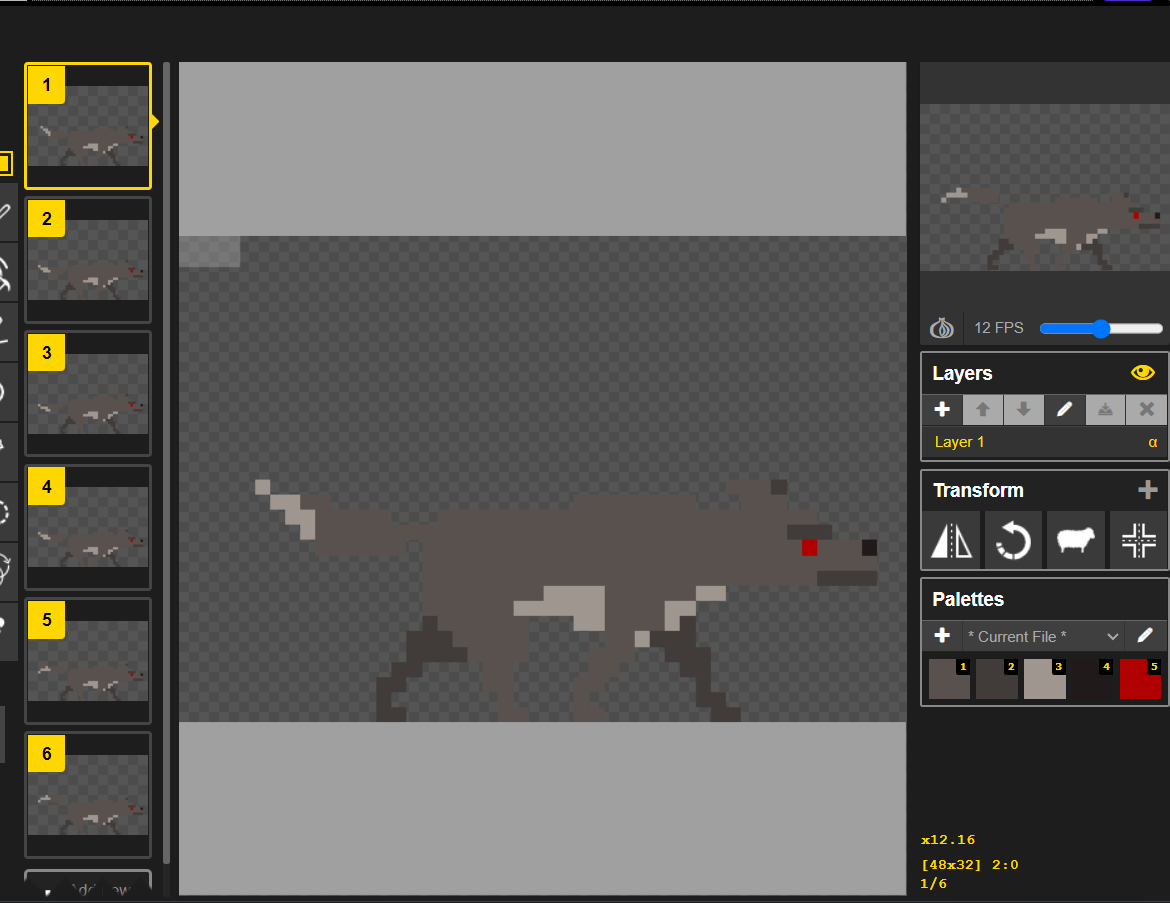 1
2
3
4
5
6
12 FPS
Layers
Layer 1 α
Transform
Palettes
* Current File *
1 2 3 4 5
x12.16
[48x32] 2:0
1/6